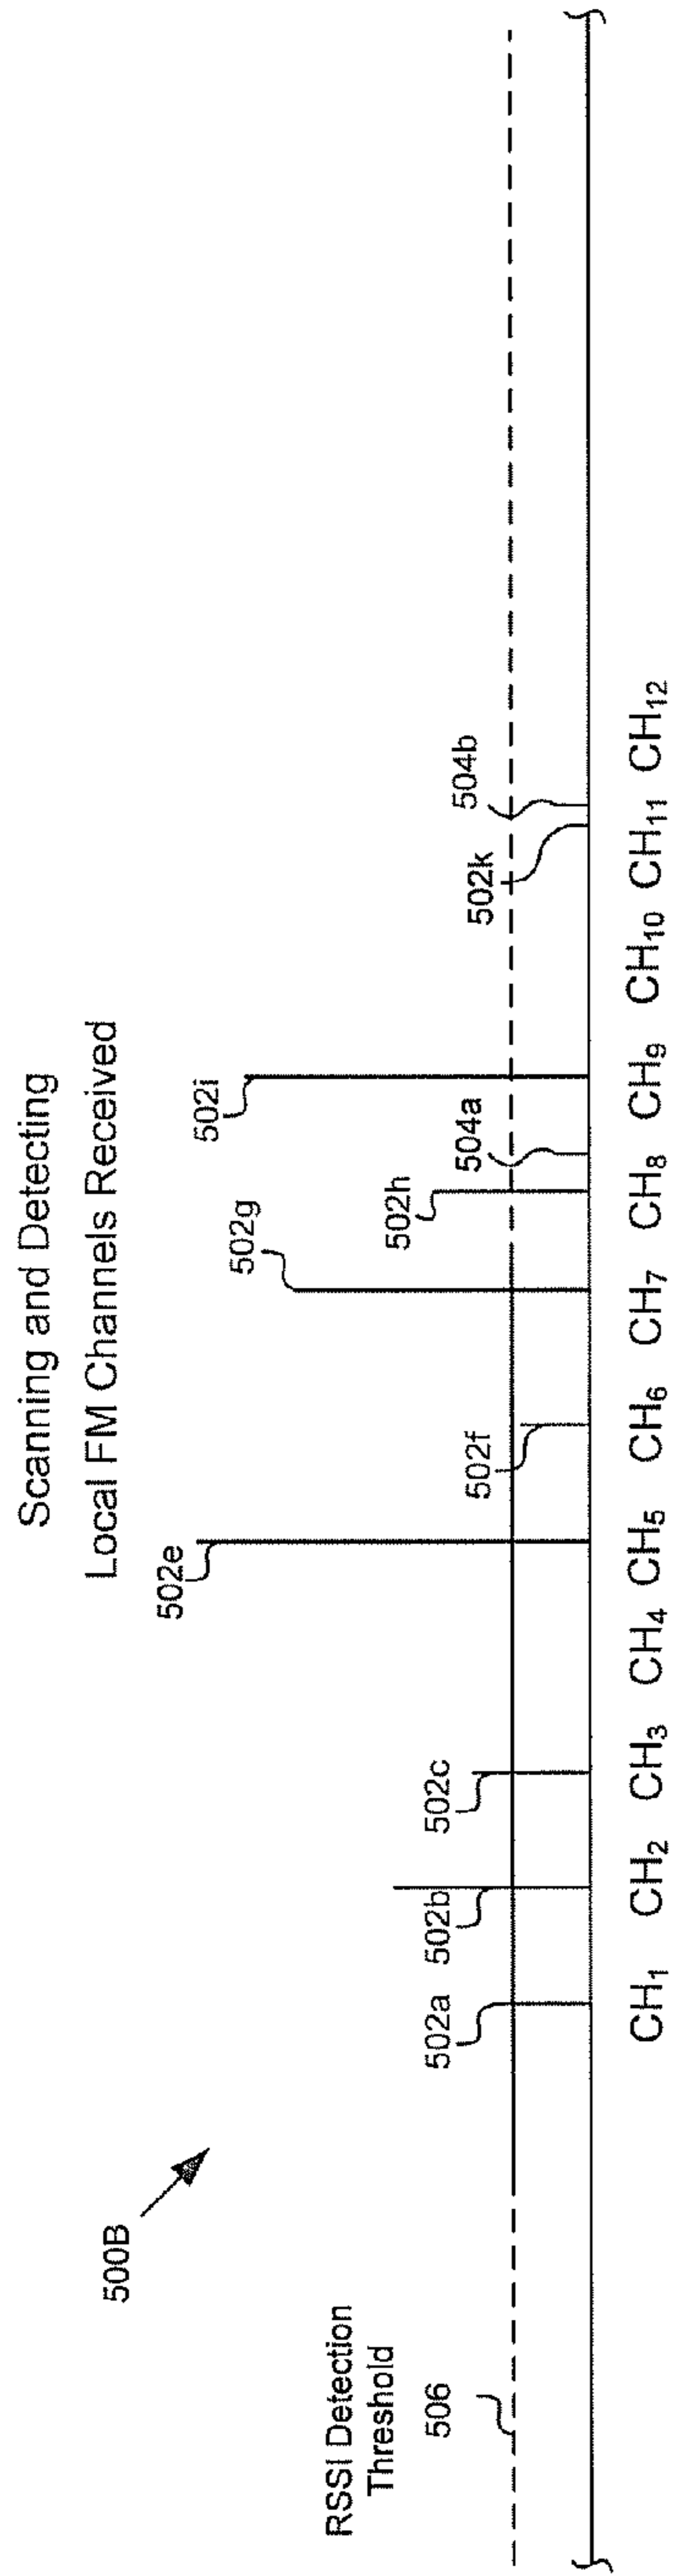 Scanning and Detecting
Local FM Channels Received
500B
RSSI Detection
Threshold
506
502a
502b
502c
502e
502f
502g
502h
504a
502i
502k
504b
CH₁ CH₂ CH₃ CH₄ CH₅ CH₆ CH₇ CH₈ CH₉ CH₁₀ CH₁₁ CH₁₂